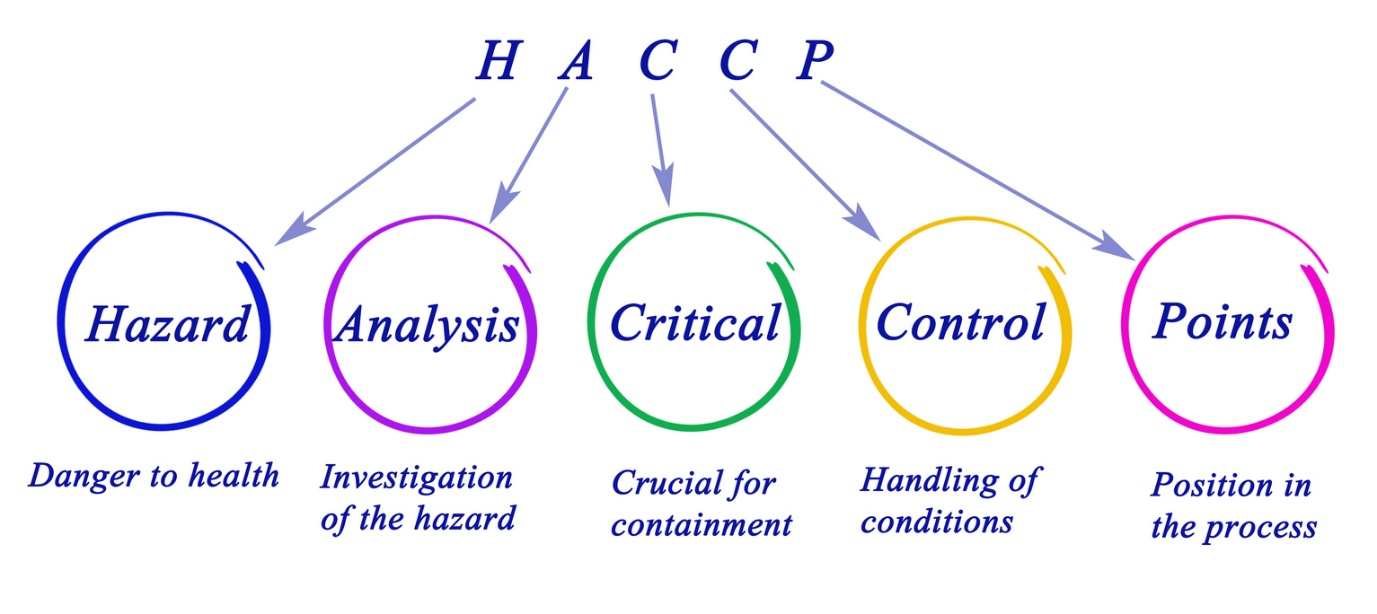 H A C C P
Hazard
Analysis
Critical
Control
Points
Danger to health
Investigation
of the hazard
Crucial for
containment
Handling of
conditions
Position in
the process